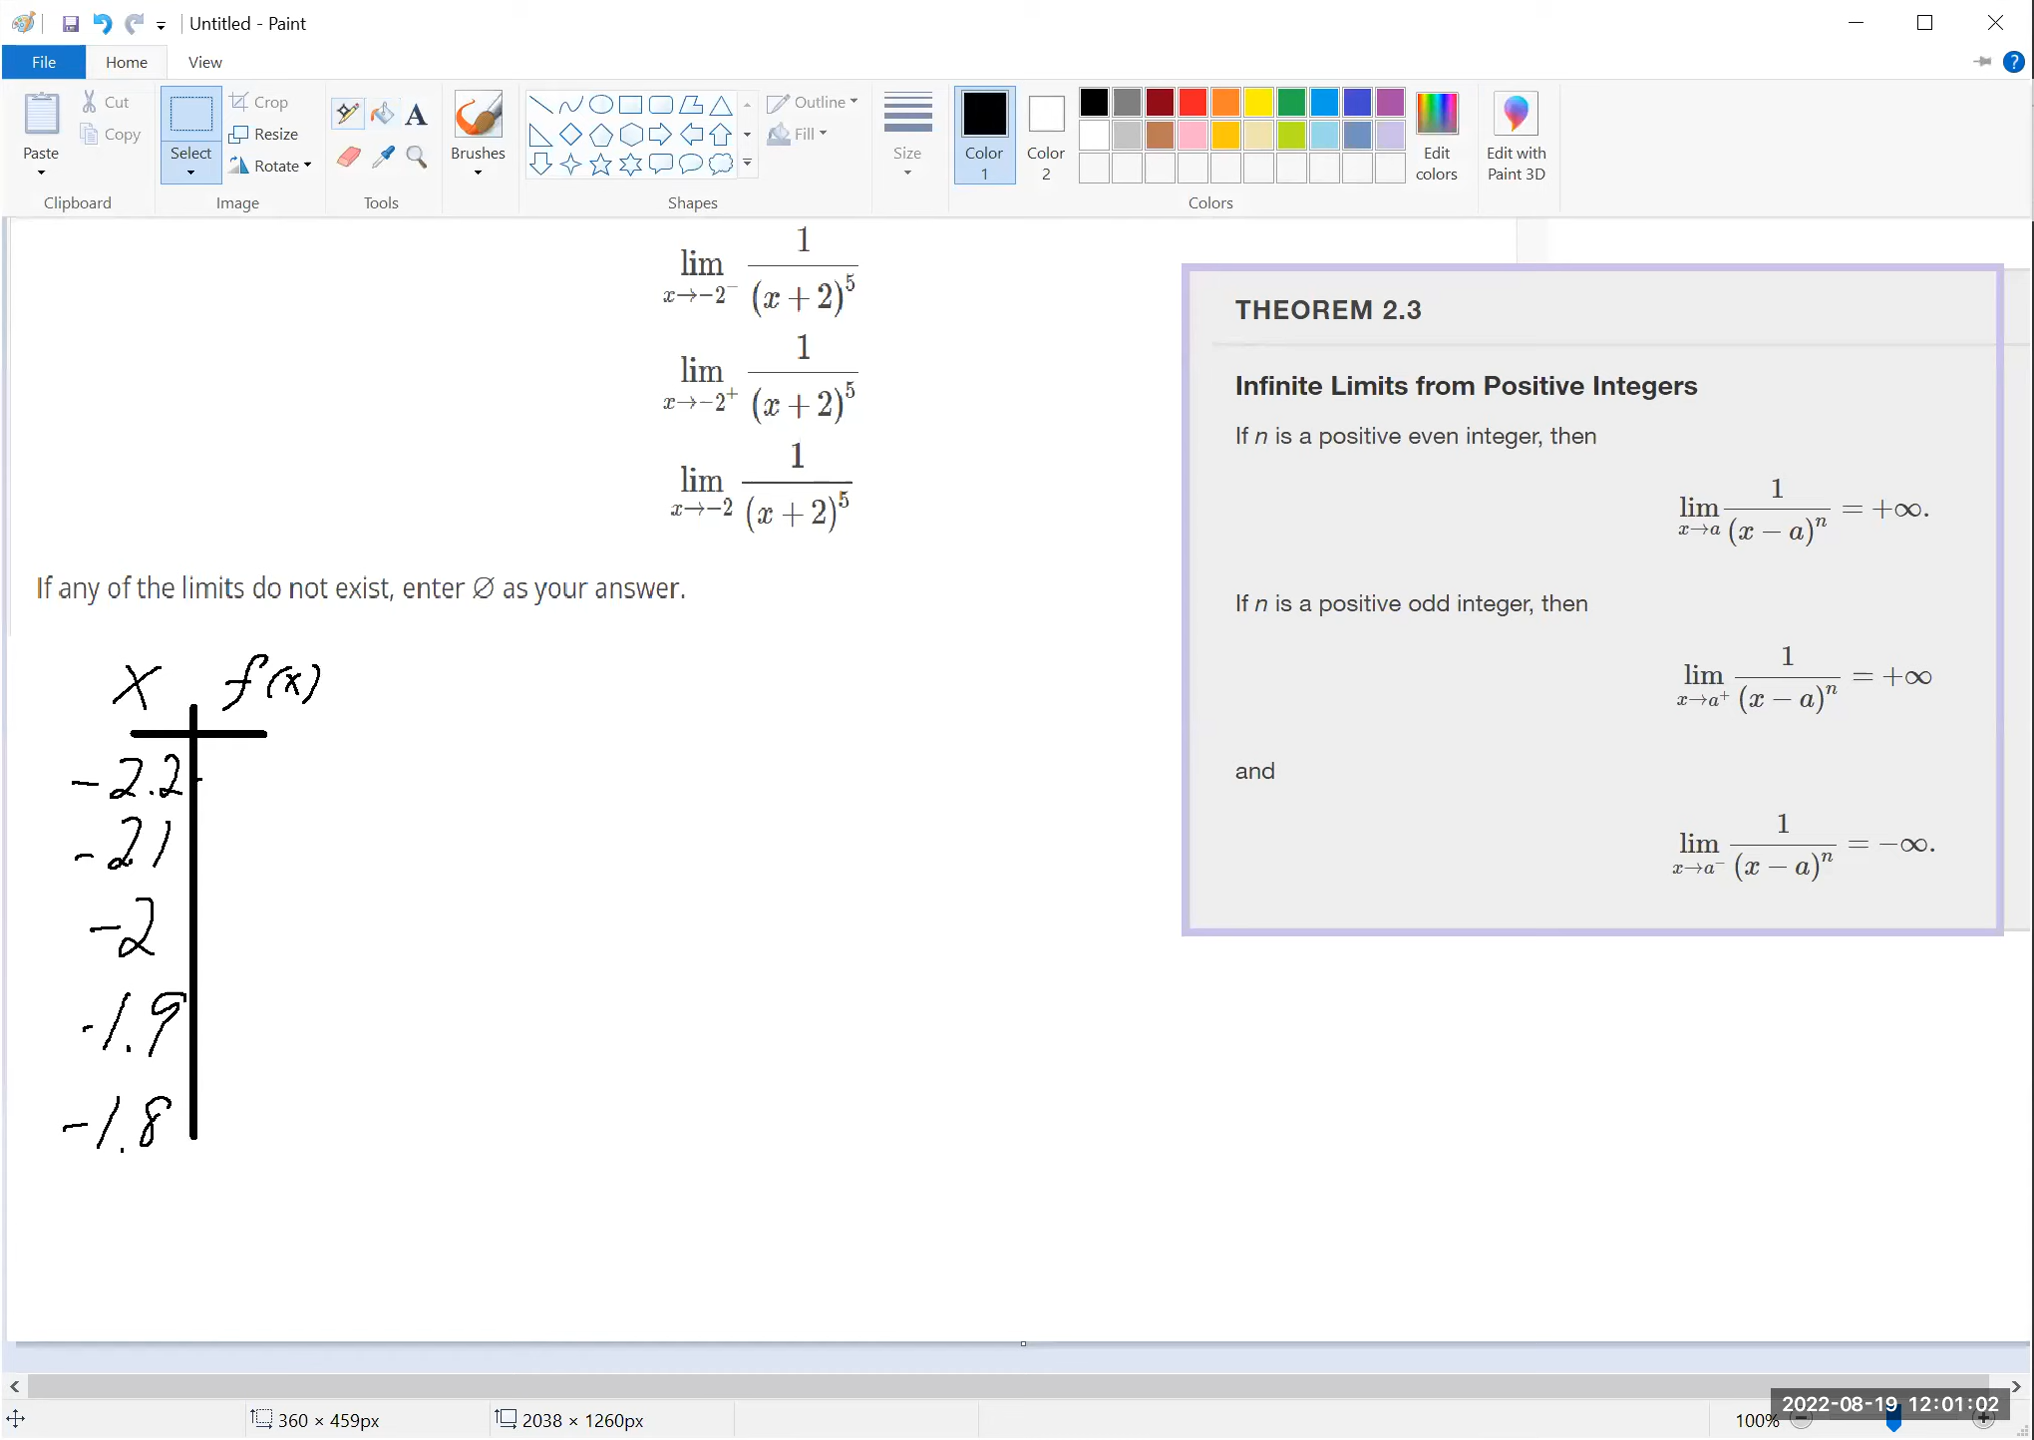 Untitled - Paint
File Home View
Paste Cut Copy Clipboard
Select Crop Resize Rotate Image
Tools
Brushes
Shapes Outline Fill
Size
Color 1 Color 2
Edit colors Edit with Paint 3D
Colors
lim x→−2⁻ 1/(x + 2)⁵
lim x→−2⁺ 1/(x + 2)⁵
lim x→−2 1/(x + 2)⁵
If any of the limits do not exist, enter ∅ as your answer.
x f(x)
-2.2
-2.1
-2
-1.9
-1.8
THEOREM 2.3
Infinite Limits from Positive Integers
If n is a positive even integer, then
lim x→a 1/(x − a)ⁿ = +∞.
If n is a positive odd integer, then
lim x→a⁺ 1/(x − a)ⁿ = +∞
and
lim x→a⁻ 1/(x − a)ⁿ = −∞.
360 × 459px 2038 × 1260px 100%
2022-08-19 12:01:02